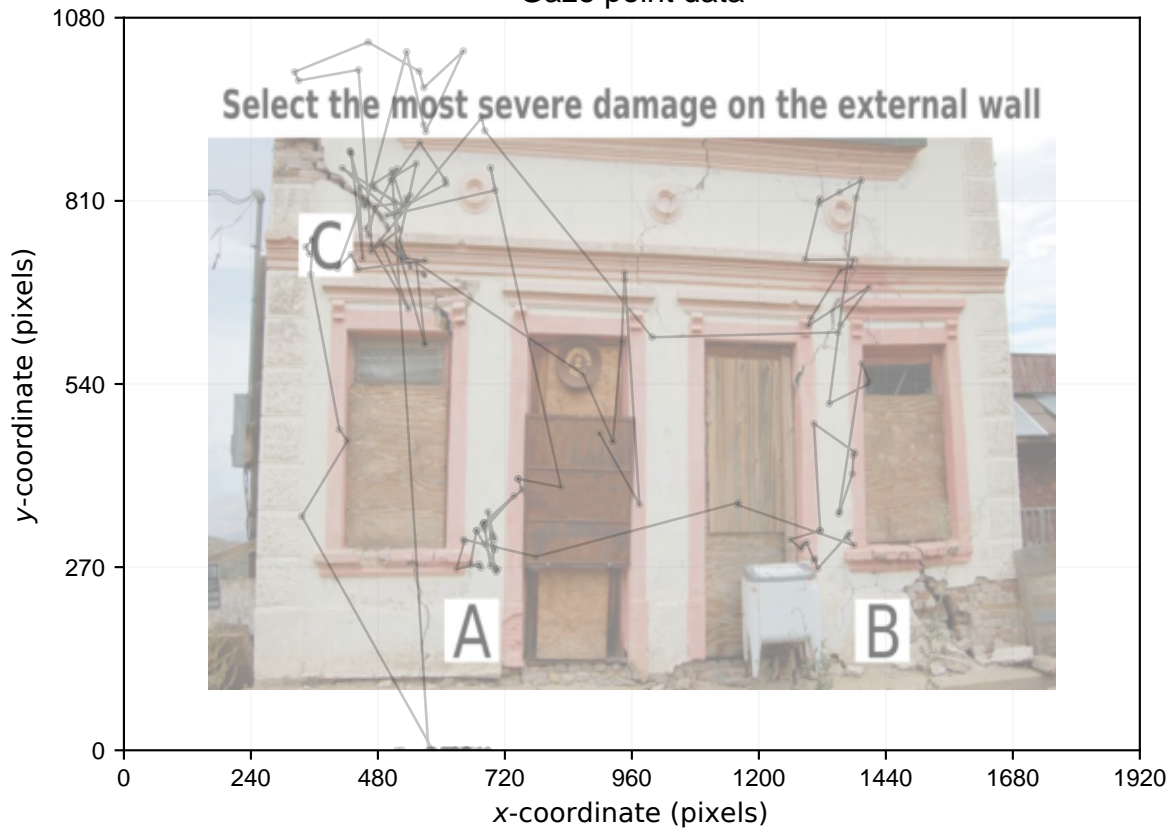 Gaze point data
1080
Select the most severe damage on the external wall
810
C
540
270
A
B
0
0 240 480 720 960 1200 1440 1680 1920
x-coordinate (pixels)
y-coordinate (pixels)